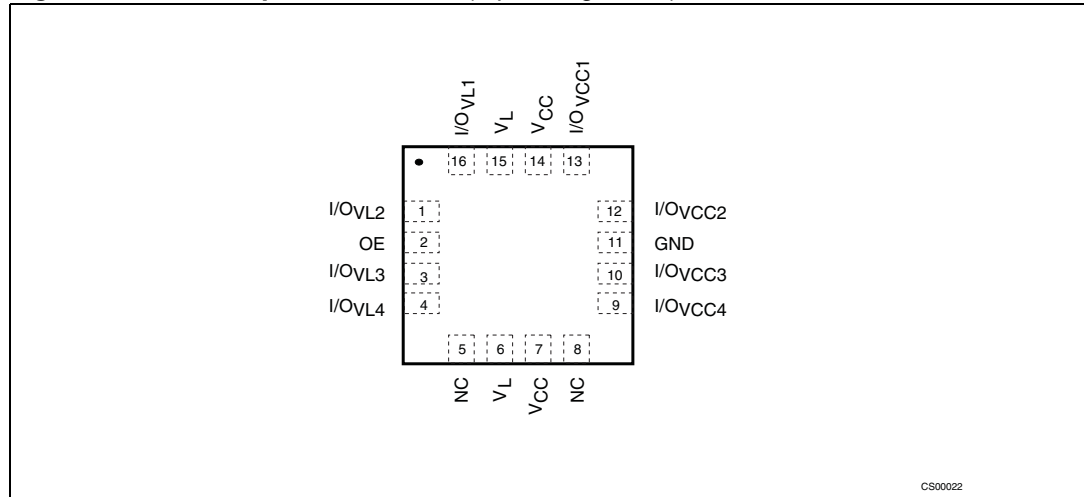 I/OVL1
VL
VCC
I/OVCC1
16 15 14 13
I/OVL2 1 12 I/OVCC2
OE 2 11 GND
I/OVL3 3 10 I/OVCC3
I/OVL4 4 9 I/OVCC4
5 6 7 8
NC
VL
VCC
NC
CS00022